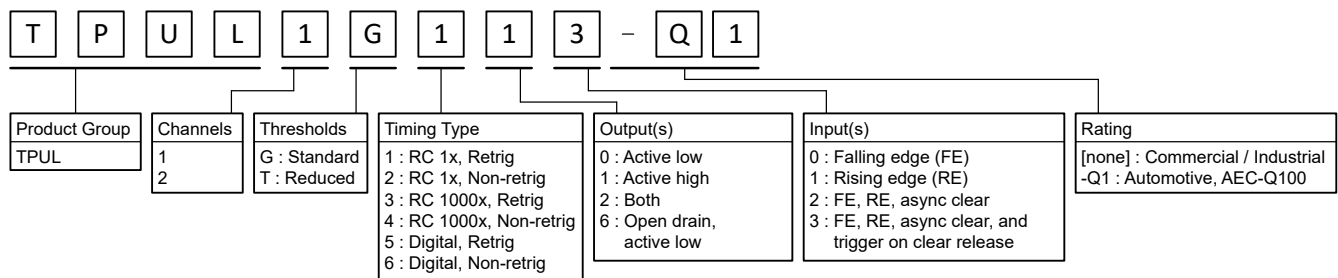 T P U L 1 G 1 1 3 - Q 1
Product Group
TPUL
Channels
1
2
Thresholds
G : Standard
T : Reduced
Timing Type
1 : RC 1x, Retrig
2 : RC 1x, Non-retrig
3 : RC 1000x, Retrig
4 : RC 1000x, Non-retrig
5 : Digital, Retrig
6 : Digital, Non-retrig
Output(s)
0 : Active low
1 : Active high
2 : Both
6 : Open drain,
active low
Input(s)
0 : Falling edge (FE)
1 : Rising edge (RE)
2 : FE, RE, async clear
3 : FE, RE, async clear, and
trigger on clear release
Rating
[none] : Commercial / Industrial
-Q1 : Automotive, AEC-Q100